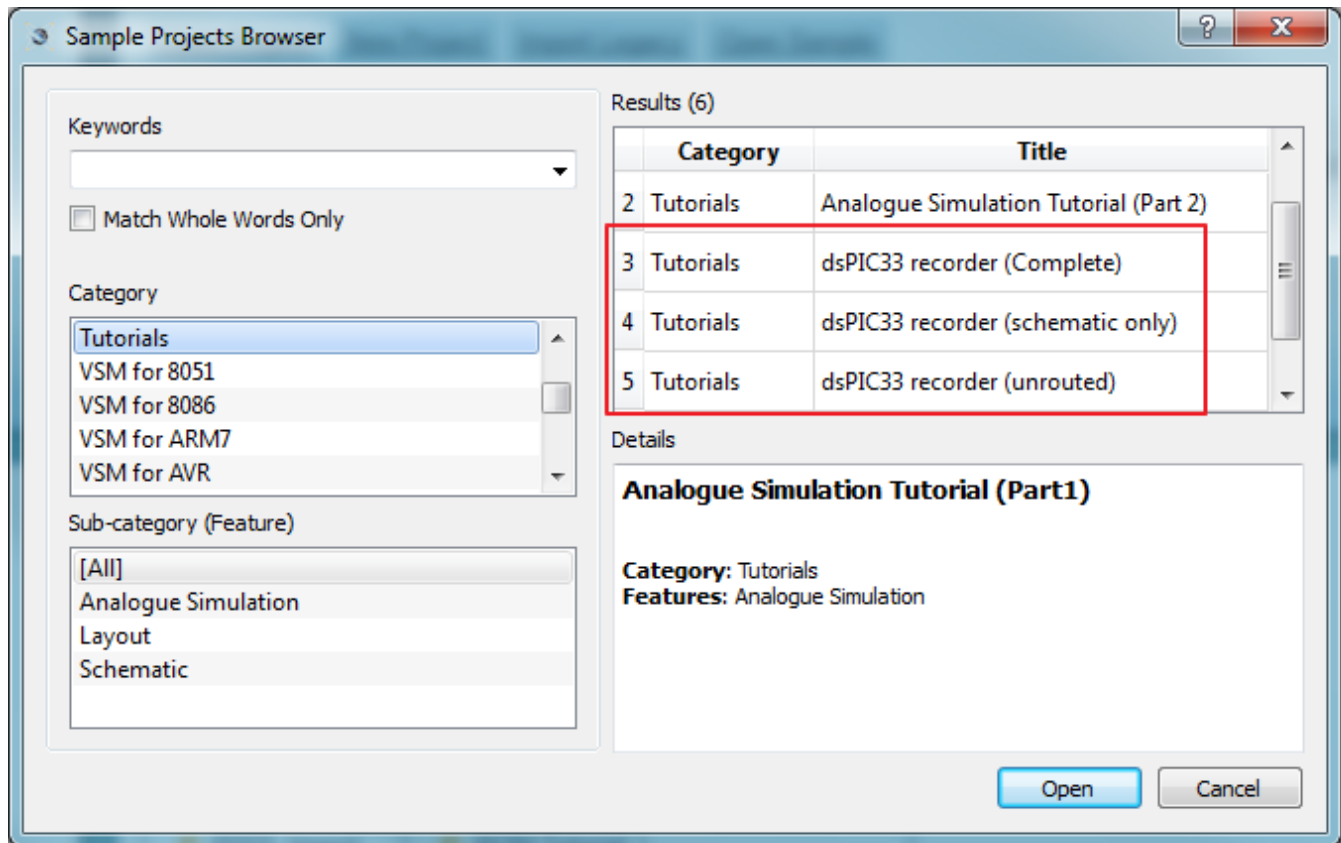 Sample Projects Browser
Keywords
Match Whole Words Only
Category
Tutorials
VSM for 8051
VSM for 8086
VSM for ARM7
VSM for AVR
Sub-category (Feature)
[All]
Analogue Simulation
Layout
Schematic
Results (6)
Category Title
2 Tutorials Analogue Simulation Tutorial (Part 2)
3 Tutorials dsPIC33 recorder (Complete)
4 Tutorials dsPIC33 recorder (schematic only)
5 Tutorials dsPIC33 recorder (unrouted)
Details
Analogue Simulation Tutorial (Part1)
Category: Tutorials
Features: Analogue Simulation
Open Cancel